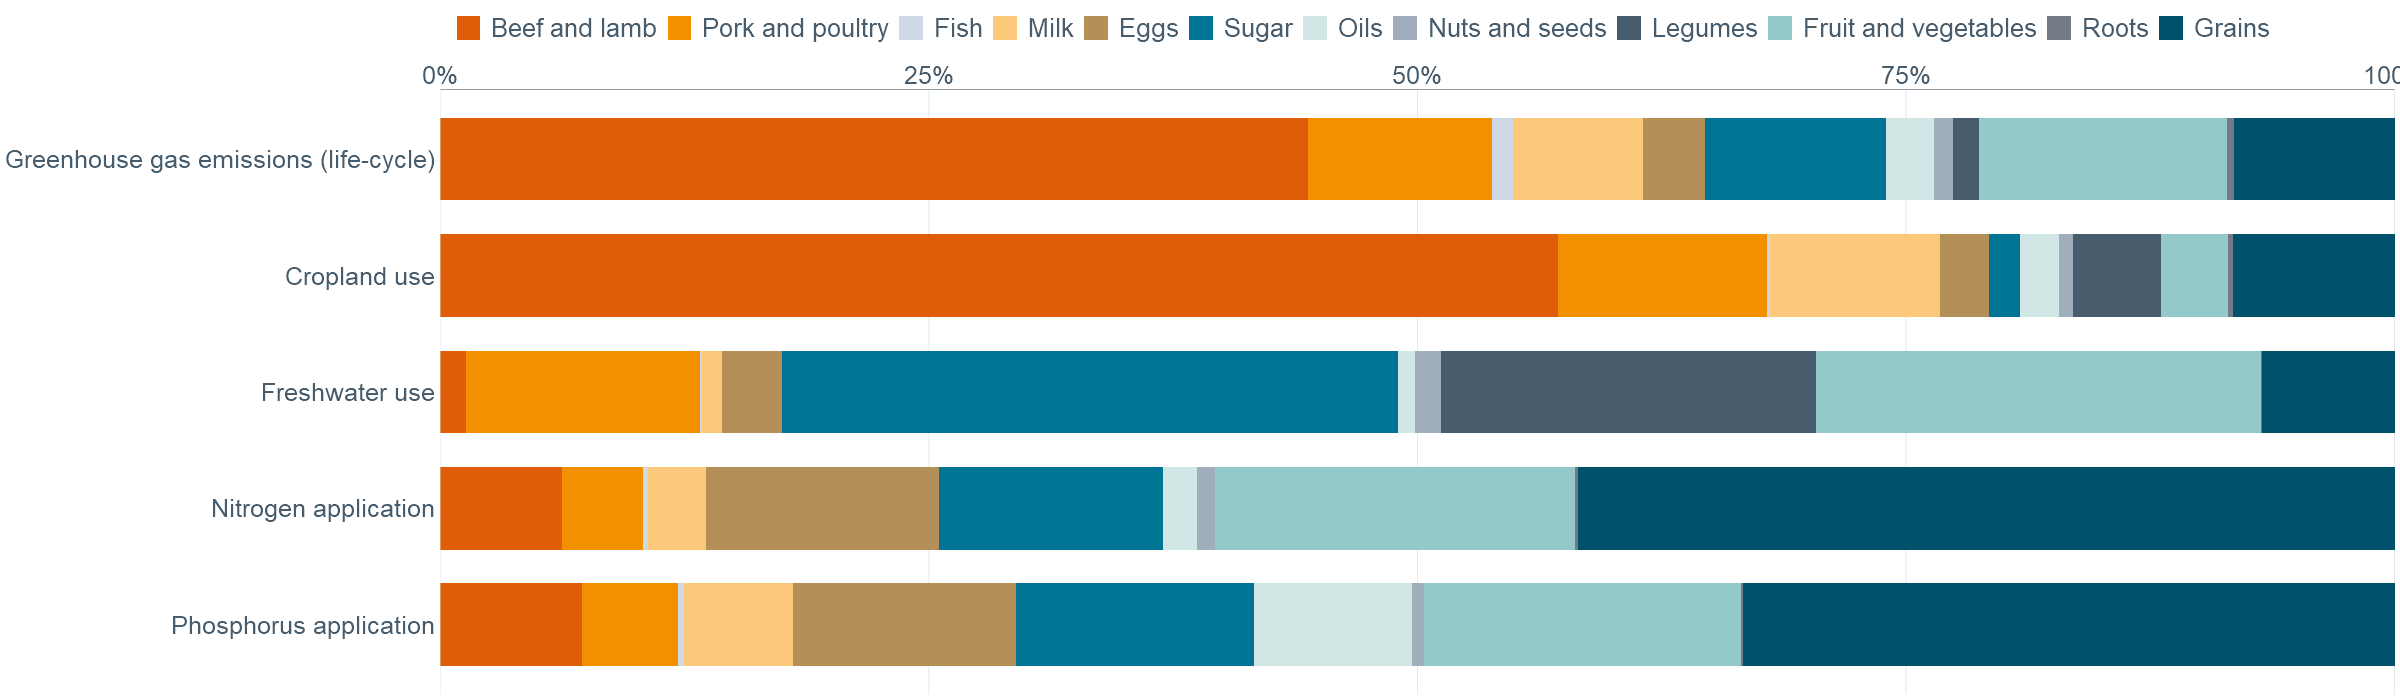 Beef and lamb Pork and poultry Fish Milk Eggs Sugar Oils Nuts and seeds Legumes Fruit and vegetables Roots Grains
0% 25% 50% 75% 100
Greenhouse gas emissions (life-cycle)
Cropland use
Freshwater use
Nitrogen application
Phosphorus application